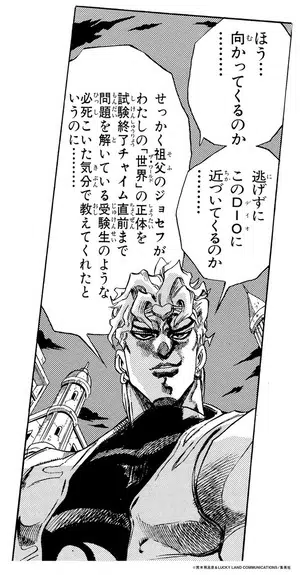 ほう…
向かってくるのか
………
逃げずに
このDIOに
近づいてくるのか
せっかく祖父のジョセフが
わたしの「世界」の正体を
試験終了チャイム直前まで
問題を解いている受験生のような
必死こいた気分で教えてくれたと
いうのに……
©荒木飛呂彦&LUCKY LAND COMMUNICATIONS/集英社